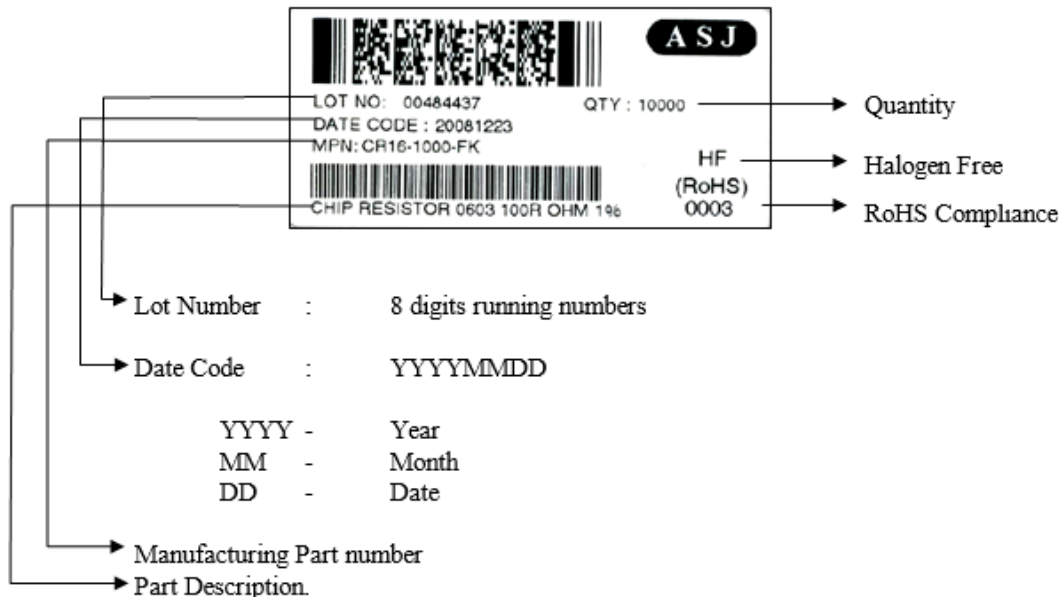 ASJ
LOT NO: 00484437 QTY : 10000 Quantity
DATE CODE : 20081223
MPN: CR16-1000-FK
HF Halogen Free
(RoHS)
CHIP RESISTOR 0603 100R OHM 1% 0003 RoHS Compliance
Lot Number : 8 digits running numbers
Date Code : YYYYMMDD
YYYY - Year
MM - Month
DD - Date
Manufacturing Part number
Part Description.